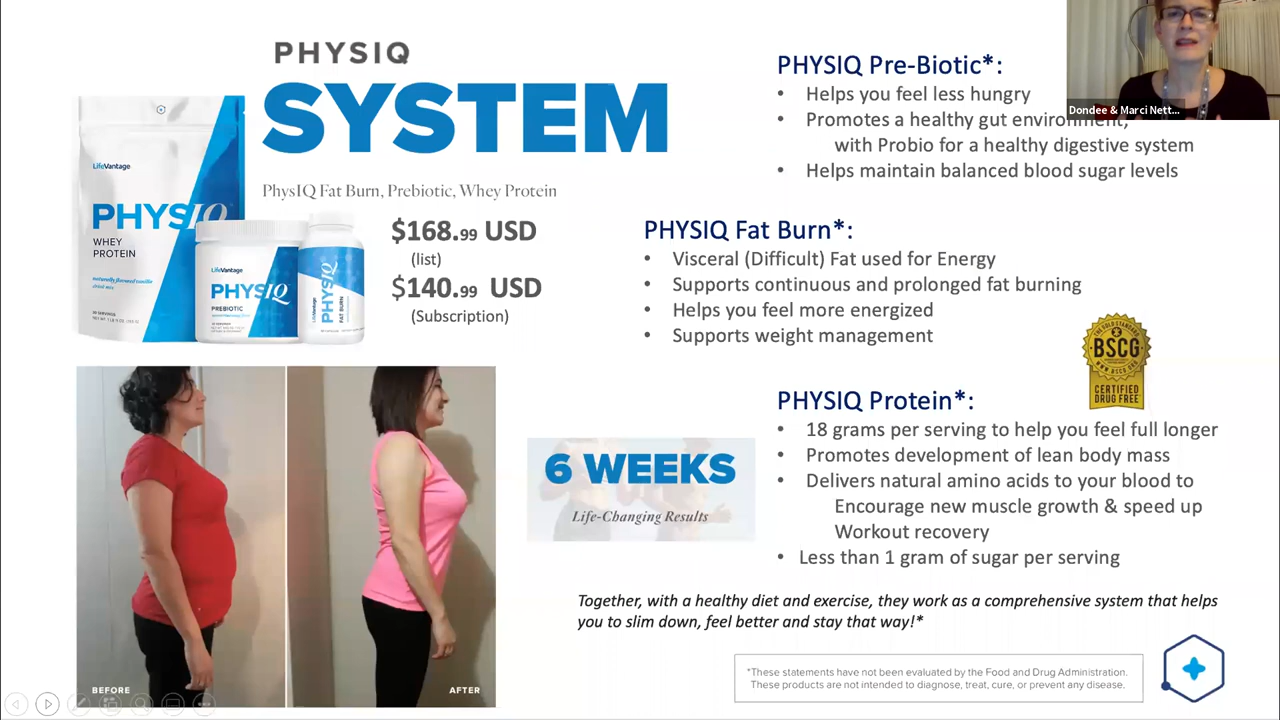 PHYSIQ
SYSTEM
PhysIQ Fat Burn, Prebiotic, Whey Protein
$168.99 USD
(list)
$140.99 USD
(Subscription)
LifeVantage
PHYSIQ
WHEY
PROTEIN
naturally flavored vanilla
drink mix
LifeVantage
PHYSIQ
PREBIOTIC
LifeVantage
PHYSIQ
FAT BURN
BEFORE
AFTER
6 WEEKS
Life-Changing Results
PHYSIQ Pre-Biotic*:
• Helps you feel less hungry
• Promotes a healthy gut environment,
with Probio for a healthy digestive system
• Helps maintain balanced blood sugar levels
Dondee & Marci Nett...
PHYSIQ Fat Burn*:
• Visceral (Difficult) Fat used for Energy
• Supports continuous and prolonged fat burning
• Helps you feel more energized
• Supports weight management
BSCG
WWW.BSCG.ORG
CERTIFIED
DRUG FREE
PHYSIQ Protein*:
• 18 grams per serving to help you feel full longer
• Promotes development of lean body mass
• Delivers natural amino acids to your blood to
Encourage new muscle growth & speed up
Workout recovery
• Less than 1 gram of sugar per serving
Together, with a healthy diet and exercise, they work as a comprehensive system that helps
you to slim down, feel better and stay that way!*
*These statements have not been evaluated by the Food and Drug Administration.
These products are not intended to diagnose, treat, cure, or prevent any disease.